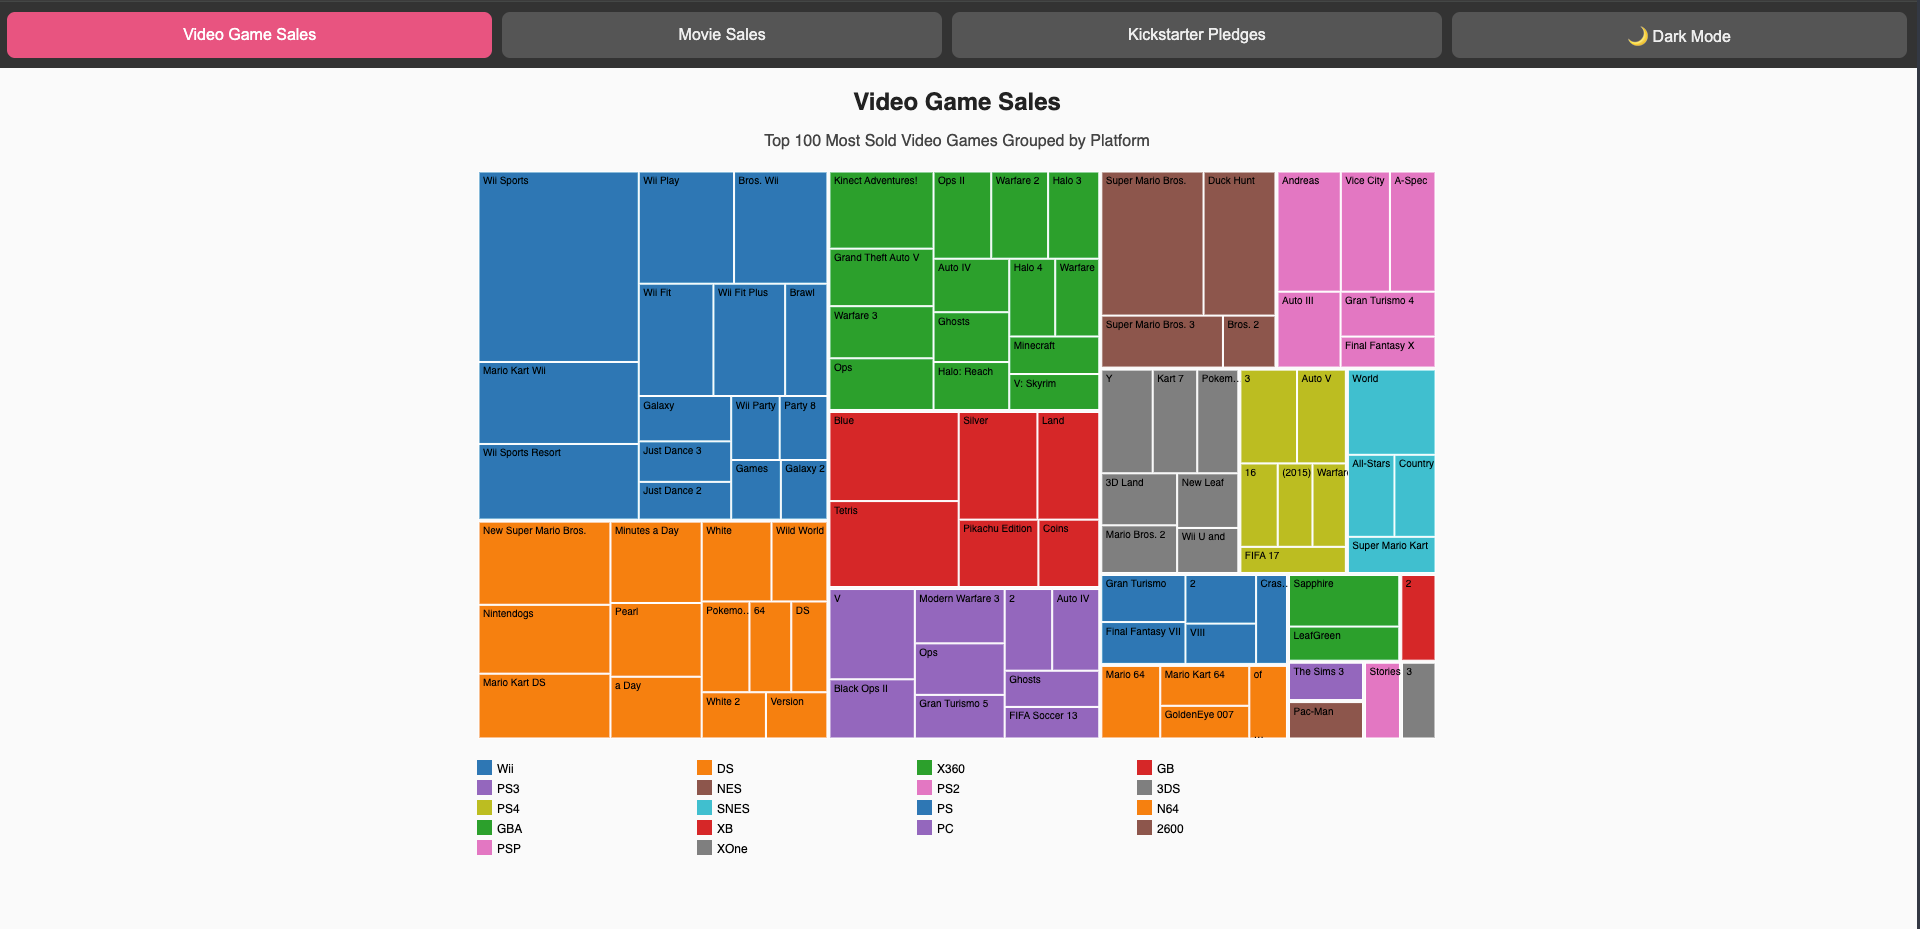 Video Game Sales
Movie Sales
Kickstarter Pledges
🌙 Dark Mode
Video Game Sales
Top 100 Most Sold Video Games Grouped by Platform
Wii Sports
Wii Play
Bros. Wii
Wii Fit
Wii Fit Plus
Brawl
Mario Kart Wii
Wii Sports Resort
Galaxy
Wii Party
Party 8
Just Dance 3
Just Dance 2
Games
Galaxy 2
New Super Mario Bros.
Minutes a Day
White
Wild World
Nintendogs
Pearl
Pokemo..
64
DS
Mario Kart DS
a Day
White 2
Version
Kinect Adventures!
Ops II
Warfare 2
Halo 3
Grand Theft Auto V
Auto IV
Halo 4
Warfare
Warfare 3
Ghosts
Minecraft
Ops
Halo: Reach
V: Skyrim
Blue
Silver
Land
Tetris
Pikachu Edition
Coins
V
Modern Warfare 3
2
Auto IV
Ops
Black Ops II
Ghosts
Gran Turismo 5
FIFA Soccer 13
Super Mario Bros.
Duck Hunt
Super Mario Bros. 3
Bros. 2
Andreas
Vice City
A-Spec
Auto III
Gran Turismo 4
Final Fantasy X
Y
Kart 7
Pokem..
3D Land
New Leaf
Mario Bros. 2
Wii U and
3
Auto V
16
(2015)
Warfare
FIFA 17
World
All-Stars
Country
Super Mario Kart
Gran Turismo
2
Cras..
Final Fantasy VII
VIII
Sapphire
LeafGreen
2
Mario 64
Mario Kart 64
of
GoldenEye 007
...
The Sims 3
Pac-Man
Stories
3
Wii
DS
X360
GB
PS3
NES
PS2
3DS
PS4
SNES
PS
N64
GBA
XB
PC
2600
PSP
XOne